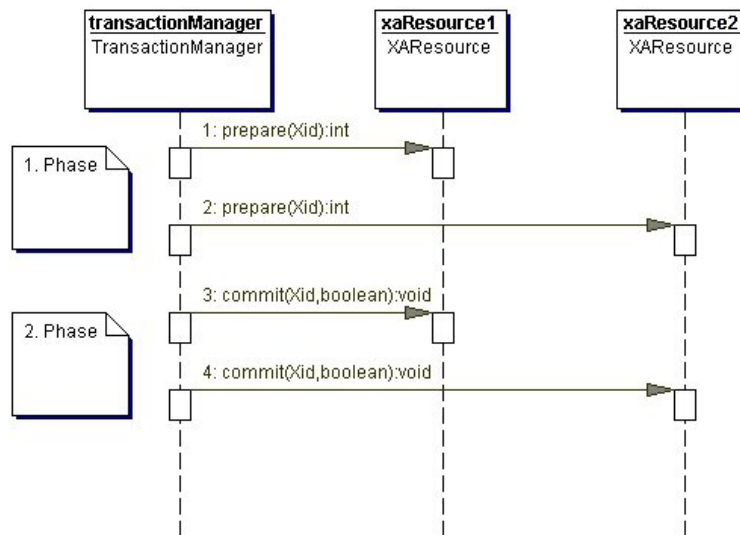 transactionManager
TransactionManager
xaResource1
XAResource
xaResource2
XAResource
1: prepare(Xid):int
1. Phase
2: prepare(Xid):int
3: commit(Xid,boolean):void
2. Phase
4: commit(Xid,boolean):void